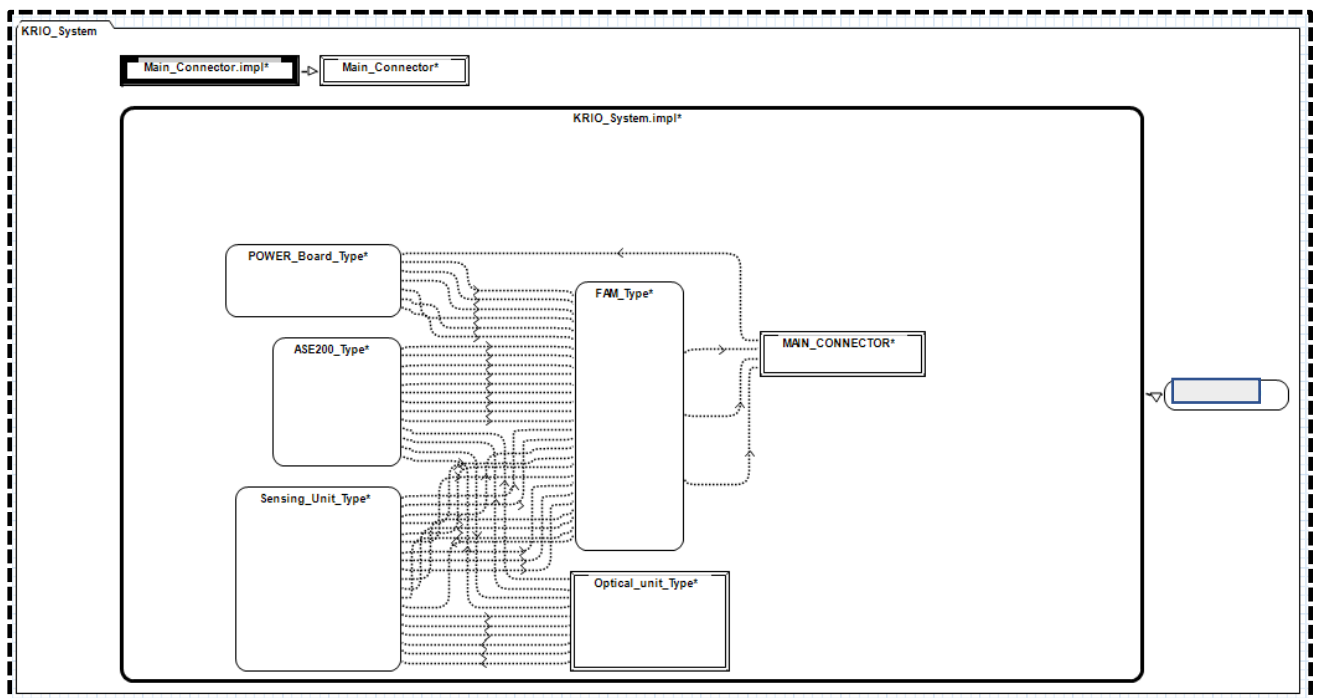 KRIO_System
Main_Connector.impl*
Main_Connector*
KRIO_System.impl*
POWER_Board_Type*
FAM_Type*
ASE200_Type*
MAIN_CONNECTOR*
Sensing_Unit_Type*
Optical_unit_Type*